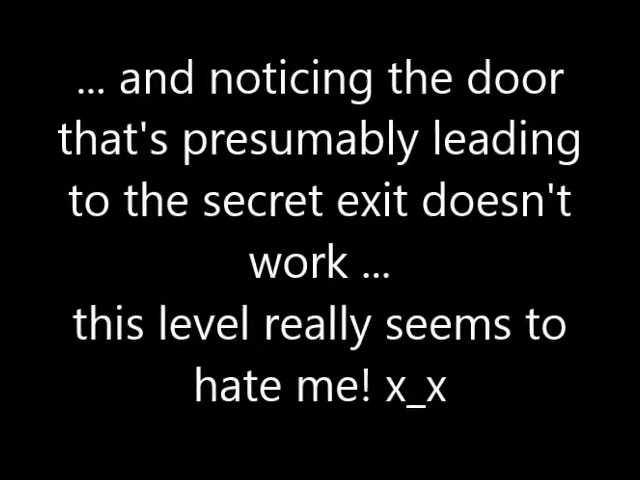 ... and noticing the door
that's presumably leading
to the secret exit doesn't
work ...
this level really seems to
hate me! x_x